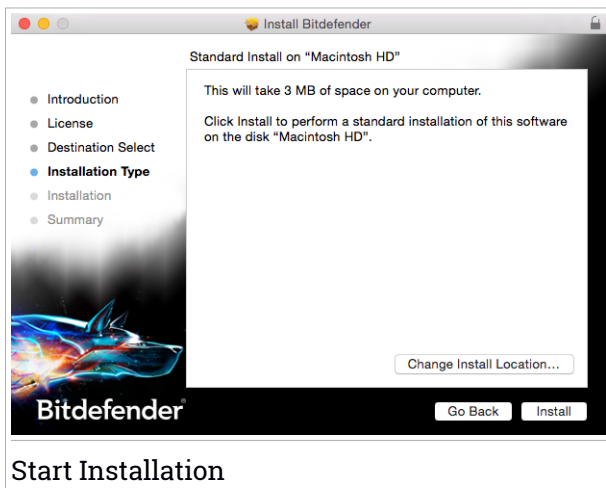 Install Bitdefender
Standard Install on “Macintosh HD”
Introduction
License
Destination Select
Installation Type
Installation
Summary
This will take 3 MB of space on your computer.
Click Install to perform a standard installation of this software
on the disk “Macintosh HD”.
Change Install Location...
Bitdefender
Go Back
Install
Start Installation